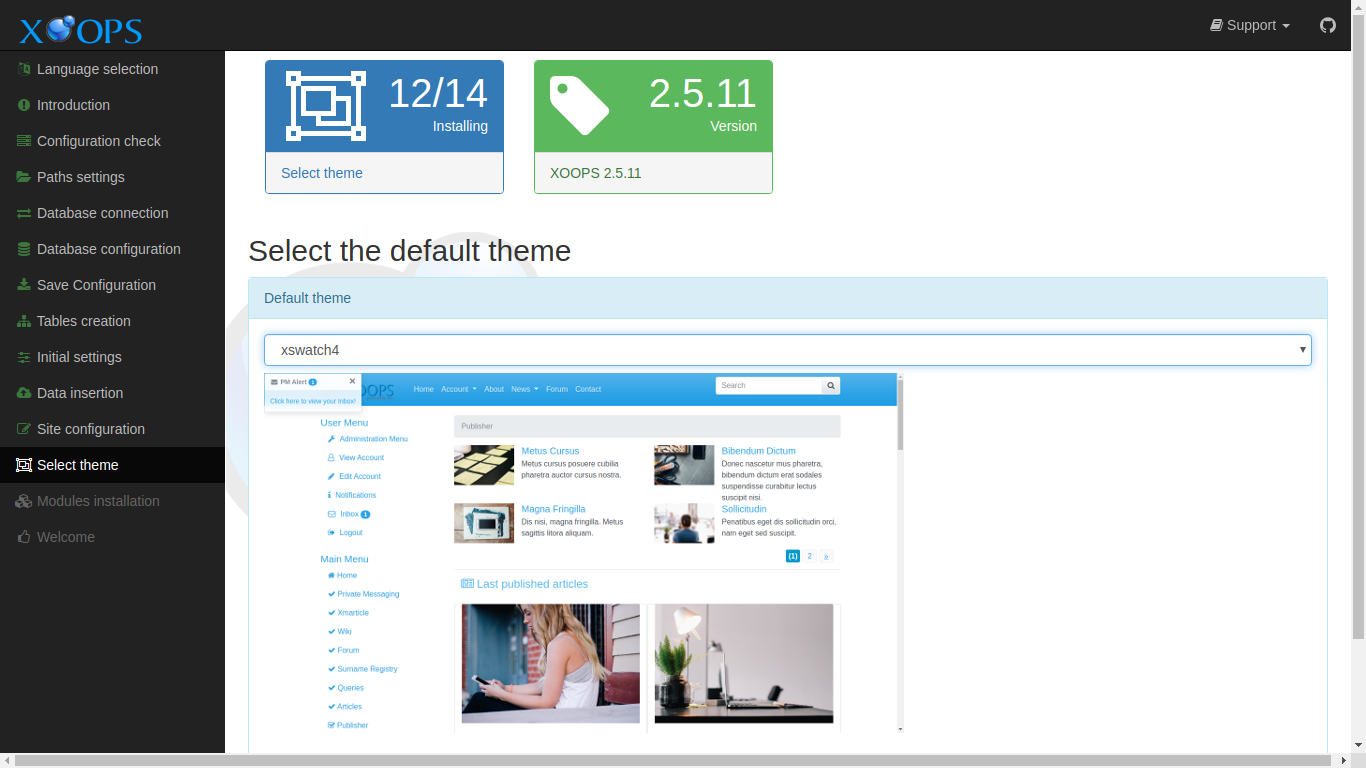 XOOPS
Support
Language selection
Introduction
Configuration check
Paths settings
Database connection
Database configuration
Save Configuration
Tables creation
Initial settings
Data insertion
Site configuration
Select theme
Modules installation
Welcome
12/14
Installing
Select theme
2.5.11
Version
XOOPS 2.5.11
Select the default theme
Default theme
xswatch4
PM Alert 1
Click here to view your Inbox!
OOPS
Home Account About News Forum Contact
Search
User Menu
Administration Menu
View Account
Edit Account
Notifications
Inbox 1
Logout
Main Menu
Home
Private Messaging
Xmarticle
Wiki
Forum
Surname Registry
Queries
Articles
Publisher
Publisher
Metus Cursus
Metus cursus posuere cubilia
pharetra auctor cursus nostra.
Bibendum Dictum
Donec nascetur mus pharetra,
bibendum dictum erat sodales
suspendisse curabitur lectus
suscipit nisi.
Magna Fringilla
Dis nisi, magna fringilla. Metus
sagittis litora aliquam.
Sollicitudin
Penatibus eget dis sollicitudin orci,
nam eget sed suscipit.
(1) 2 »
Last published articles